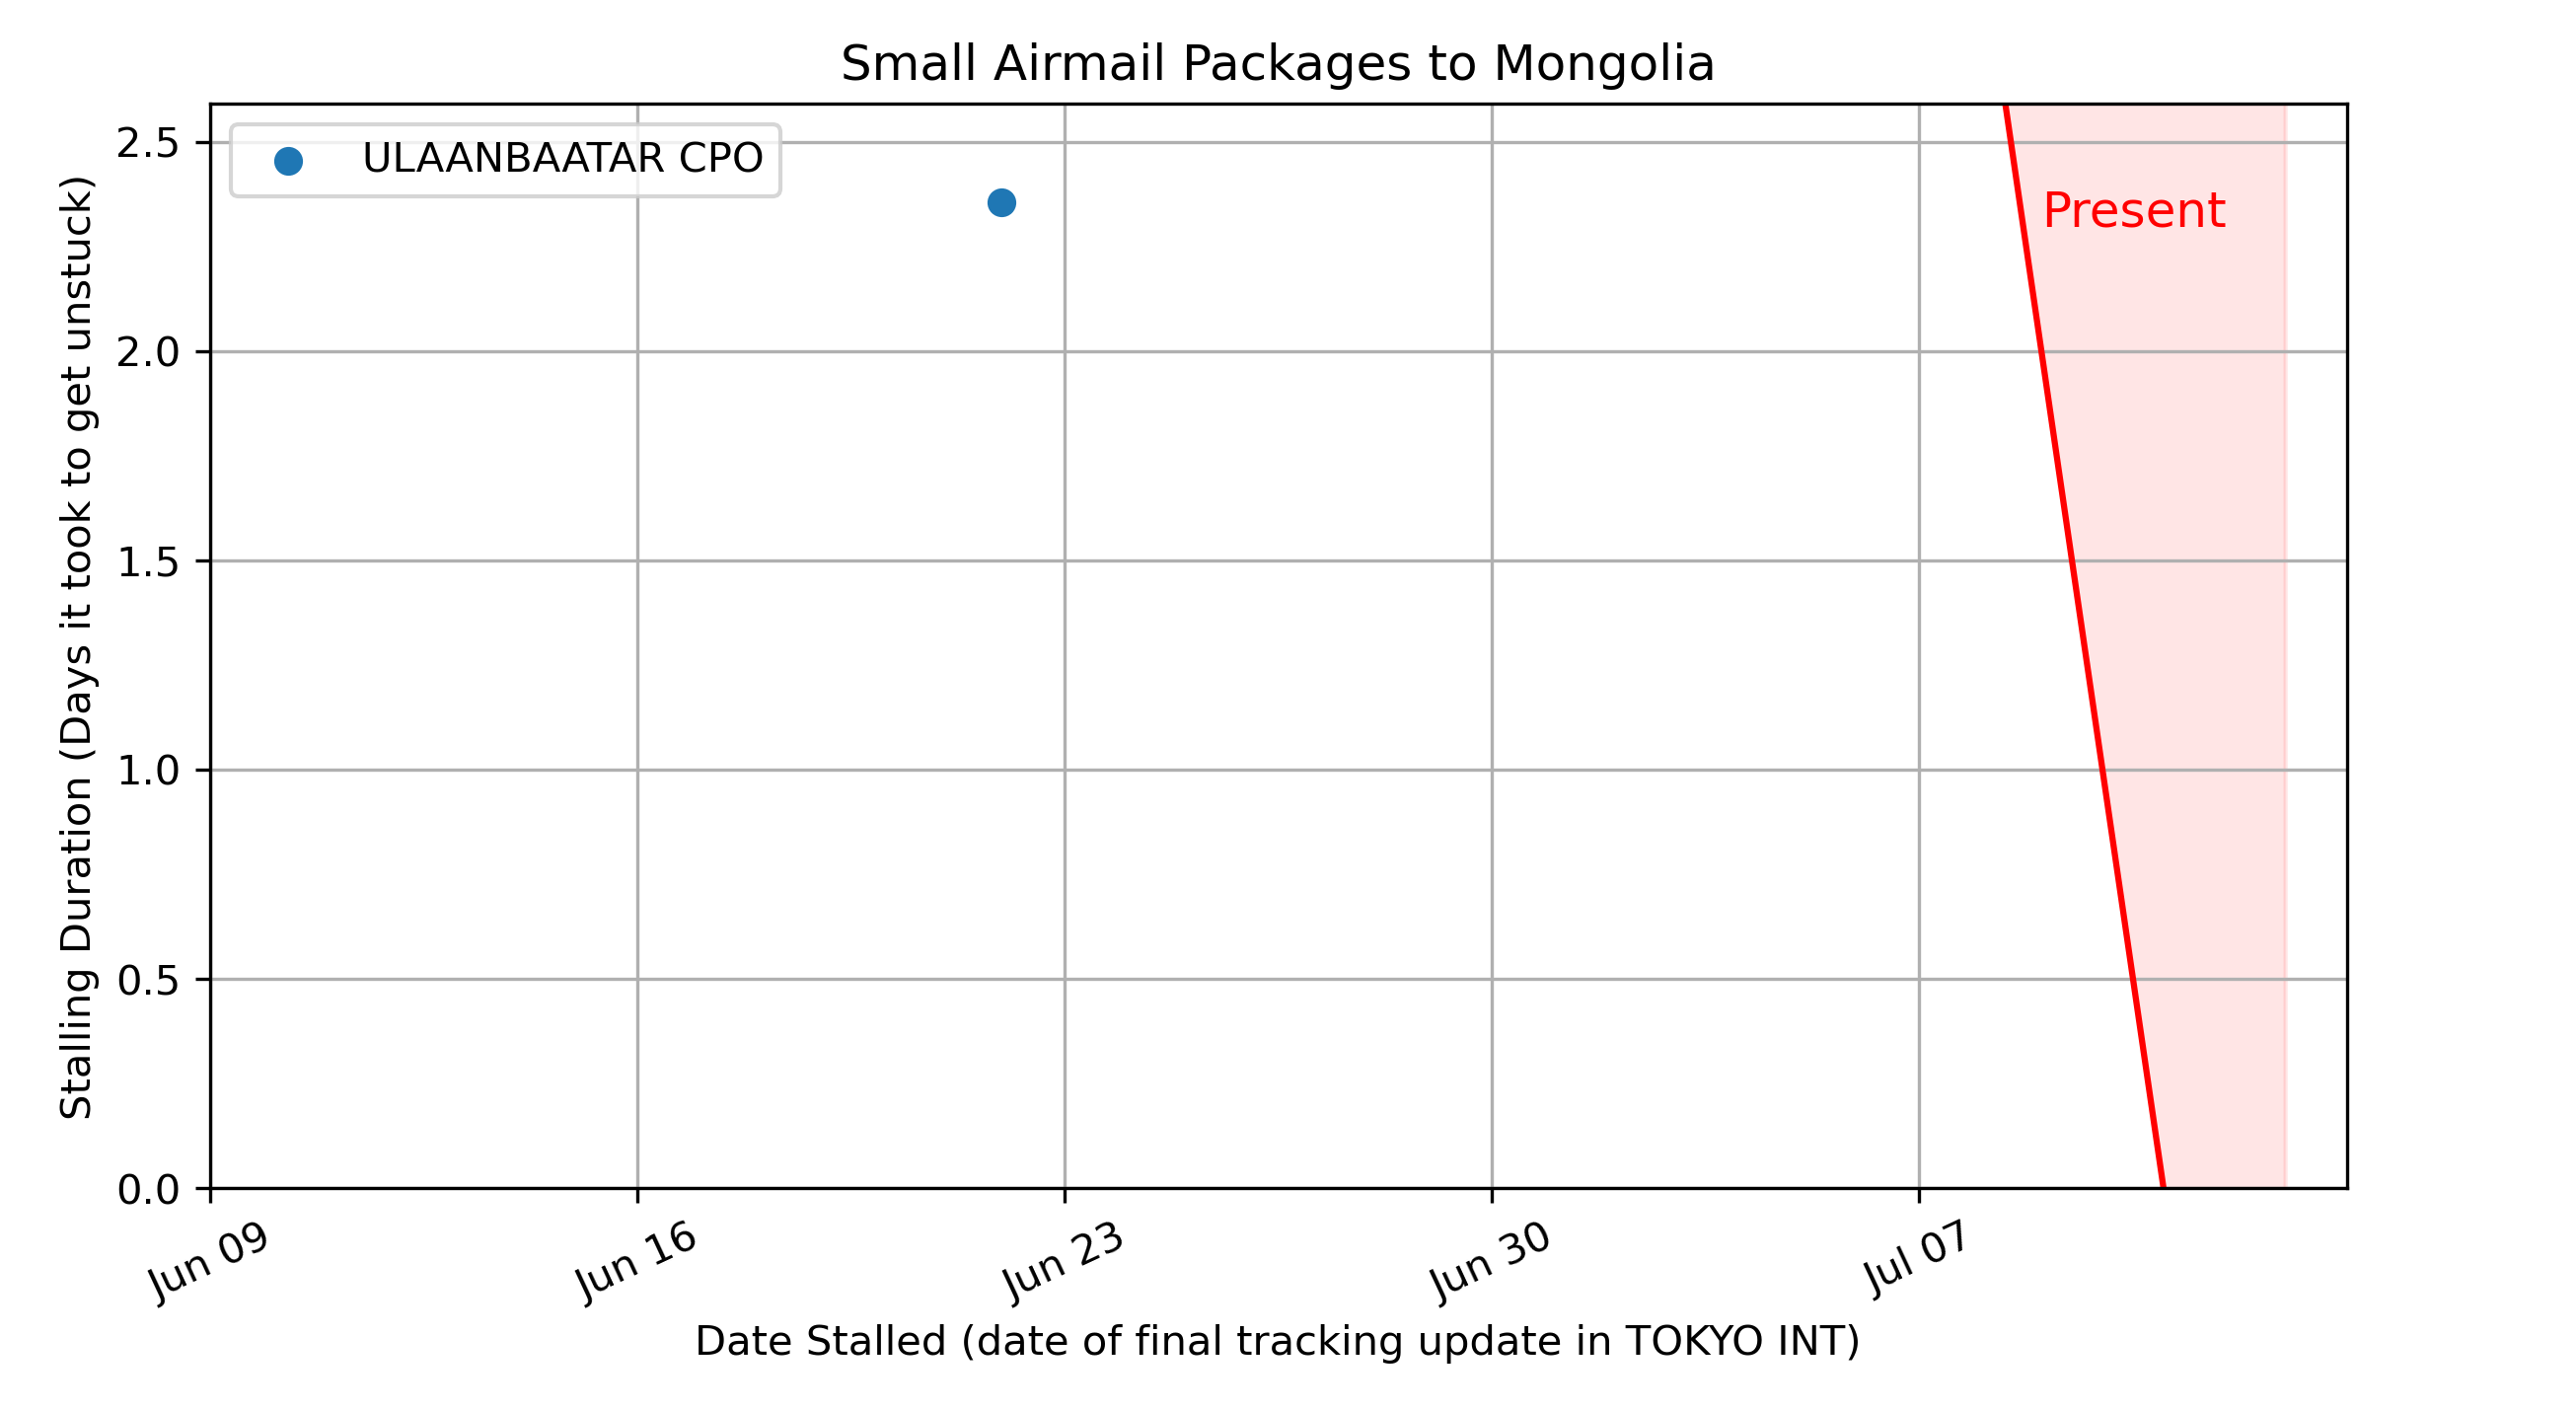 Small Airmail Packages to Mongolia
ULAANBAATAR CPO
Present
Stalling Duration (Days it took to get unstuck)
2.5
2.0
1.5
1.0
0.5
0.0
Jun 09
Jun 16
Jun 23
Jun 30
Jul 07
Date Stalled (date of final tracking update in TOKYO INT)